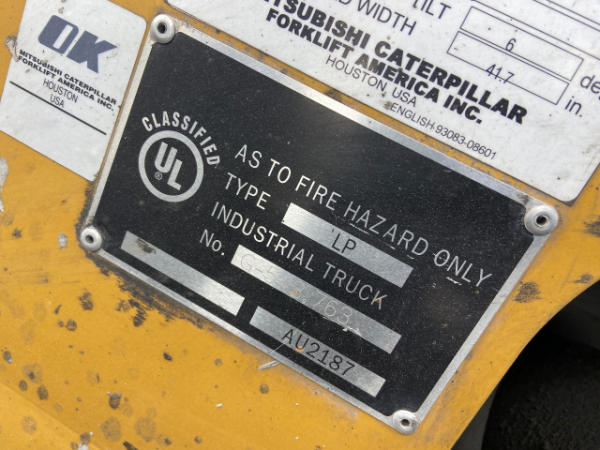 OK
MITSUBISHI CATERPILLAR
FORKLIFT AMERICA INC.
HOUSTON
USA
TILT
WIDTH
6
deg
41.7
in.
MITSUBISHI CATERPILLAR
FORKLIFT AMERICA INC.
HOUSTON, USA
ENGLISH 93083-08601
CLASSIFIED
UL
®
AS TO FIRE HAZARD ONLY
TYPE LP
INDUSTRIAL TRUCK
No.
AU2187